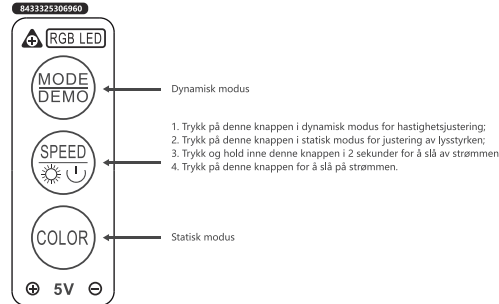 8433325306960
RGB LED
MODE
DEMO
Dynamisk modus
1. Trykk på denne knappen i dynamisk modus for hastighetsjustering;
2. Trykk på denne knappen i statisk modus for justering av lysstyrken;
3. Trykk og hold inne denne knappen i 2 sekunder for å slå av strømmen
4. Trykk på denne knappen for å slå på strømmen.
SPEED
COLOR
Statisk modus
5V